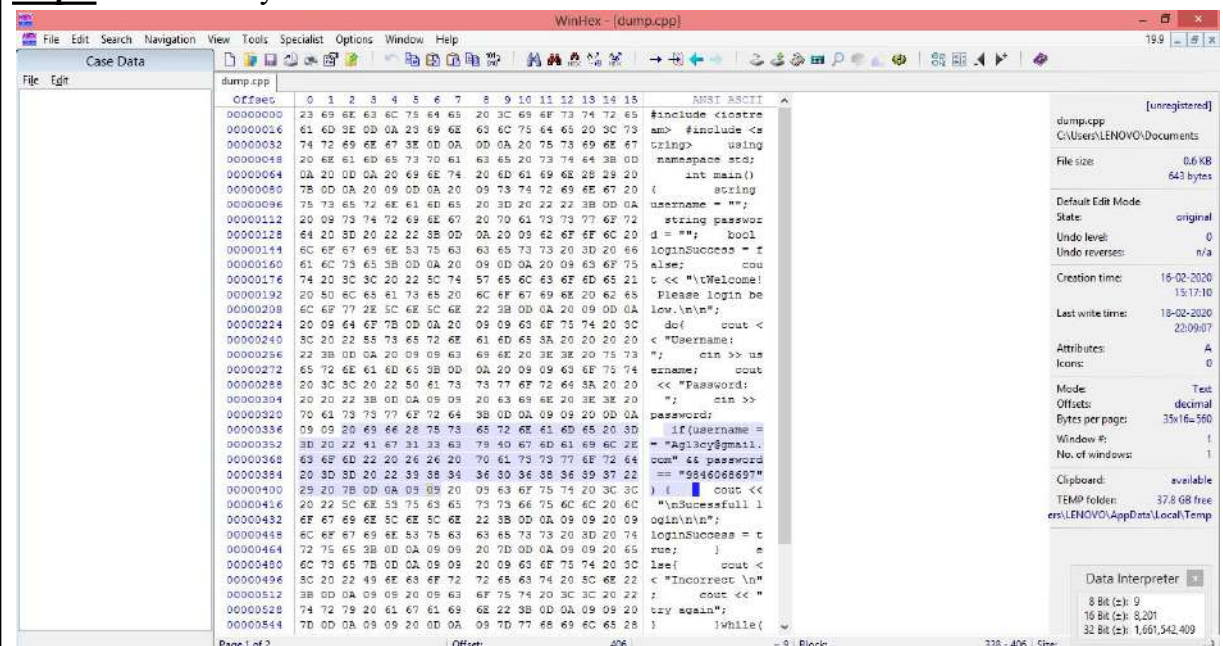 WinHex - [dump.cpp]
File Edit Search Navigation View Tools Specialist Options Window Help
19.9
Case Data
File Edit
dump.cpp
Offset 0 1 2 3 4 5 6 7 8 9 10 11 12 13 14 15 ANSI ASCII
00000000 23 69 6E 63 6C 75 64 65 20 3C 69 6F 73 74 72 65 #include <iostre
00000016 61 6D 3E 0D 0A 23 69 6E 63 6C 75 64 65 20 3C 73 am> #include <s
00000032 74 72 69 6E 67 3E 0D 0A 0D 0A 20 75 73 69 6E 67 tring> using
00000048 20 6E 61 6D 65 73 70 61 63 65 20 73 74 64 3B 0D namespace std;
00000064 0A 20 0D 0A 20 69 6E 74 20 6D 61 69 6E 28 29 20 int main()
00000080 7B 0D 0A 20 09 0D 0A 20 09 73 74 72 69 6E 67 20 { string
00000096 75 73 65 72 6E 61 6D 65 20 3D 20 22 22 3B 0D 0A username = "";
00000112 20 09 73 74 72 69 6E 67 20 70 61 73 73 77 6F 72 string passwor
00000128 64 20 3D 20 22 22 3B 0D 0A 20 09 62 6F 6F 6C 20 d = ""; bool
00000144 6C 6F 67 69 6E 53 75 63 63 65 73 73 20 3D 20 66 loginSuccess = f
00000160 61 6C 73 65 3B 0D 0A 20 09 0D 0A 20 09 63 6F 75 alse; cou
00000176 74 20 3C 3C 20 22 5C 74 57 65 6C 63 6F 6D 65 21 t << "\tWelcome!
00000192 20 50 6C 65 61 73 65 20 6C 6F 67 69 6E 20 62 65 Please login be
00000208 6C 6F 77 2E 5C 6E 5C 6E 22 3B 0D 0A 20 09 0D 0A low.\n\n";
00000224 20 09 64 6F 7B 0D 0A 20 09 09 63 6F 75 74 20 3C do{ cout <
00000240 3C 20 22 55 73 65 72 6E 61 6D 65 3A 20 20 20 20 < "Username:
00000256 22 3B 0D 0A 20 09 09 63 69 6E 20 3E 3E 20 75 73 "; cin >> us
00000272 65 72 6E 61 6D 65 3B 0D 0A 20 09 09 63 6F 75 74 ername; cout
00000288 20 3C 3C 20 22 50 61 73 73 77 6F 72 64 3A 20 20 << "Password:
00000304 20 20 22 3B 0D 0A 09 09 20 63 69 6E 20 3E 3E 20 "; cin >>
00000320 70 61 73 73 77 6F 72 64 3B 0D 0A 09 09 20 0D 0A password;
00000336 09 09 20 69 66 28 75 73 65 72 6E 61 6D 65 20 3D if(username =
00000352 3D 20 22 41 67 31 33 63 79 40 67 6D 61 69 6C 2E = "Ag13cy@gmail.
00000368 63 6F 6D 22 20 26 26 20 70 61 73 73 77 6F 72 64 com" && password
00000384 20 3D 3D 20 22 39 38 34 36 30 36 38 36 39 37 22 == "9846068697"
00000400 29 20 7B 0D 0A 09 09 20 09 63 6F 75 74 20 3C 3C ) { cout <<
00000416 20 22 5C 6E 53 75 63 65 73 73 66 75 6C 6C 20 6C "\nSucessfull l
00000432 6F 67 69 6E 5C 6E 5C 6E 22 3B 0D 0A 09 09 20 09 ogin\n\n";
00000448 6C 6F 67 69 6E 53 75 63 63 65 73 73 20 3D 20 74 loginSuccess = t
00000464 72 75 65 3B 0D 0A 09 09 20 7D 0D 0A 09 09 20 65 rue; } e
00000480 6C 73 65 7B 0D 0A 09 09 20 09 63 6F 75 74 20 3C lse{ cout <
00000496 3C 20 22 49 6E 63 6F 72 72 65 63 74 20 5C 6E 22 < "Incorrect \n"
00000512 3B 0D 0A 09 09 20 09 63 6F 75 74 20 3C 3C 20 22 ; cout << "
00000528 74 72 79 20 61 67 61 69 6E 22 3B 0D 0A 09 09 20 try again";
00000544 7D 0D 0A 09 09 20 0D 0A 09 7D 77 68 69 6C 65 28 } }while(
Page 1 of 2 Offset: 406 = 9 Block: 338 - 406 Size:
[unregistered]
dump.cpp
C:\Users\LENOVO\Documents
File size: 0.6 KB
643 bytes
Default Edit Mode
State: original
Undo level: 0
Undo reverses: n/a
Creation time: 16-02-2020
15:17:10
Last write time: 18-02-2020
22:09:07
Attributes: A
Icons: 0
Mode: Text
Offsets: decimal
Bytes per page: 35x16=560
Window #: 1
No. of windows: 1
Clipboard: available
TEMP folder: 37.8 GB free
ers\LENOVO\AppData\Local\Temp
Data Interpreter
8 Bit (±): 9
16 Bit (±): 8,201
32 Bit (±): 1,661,542,409